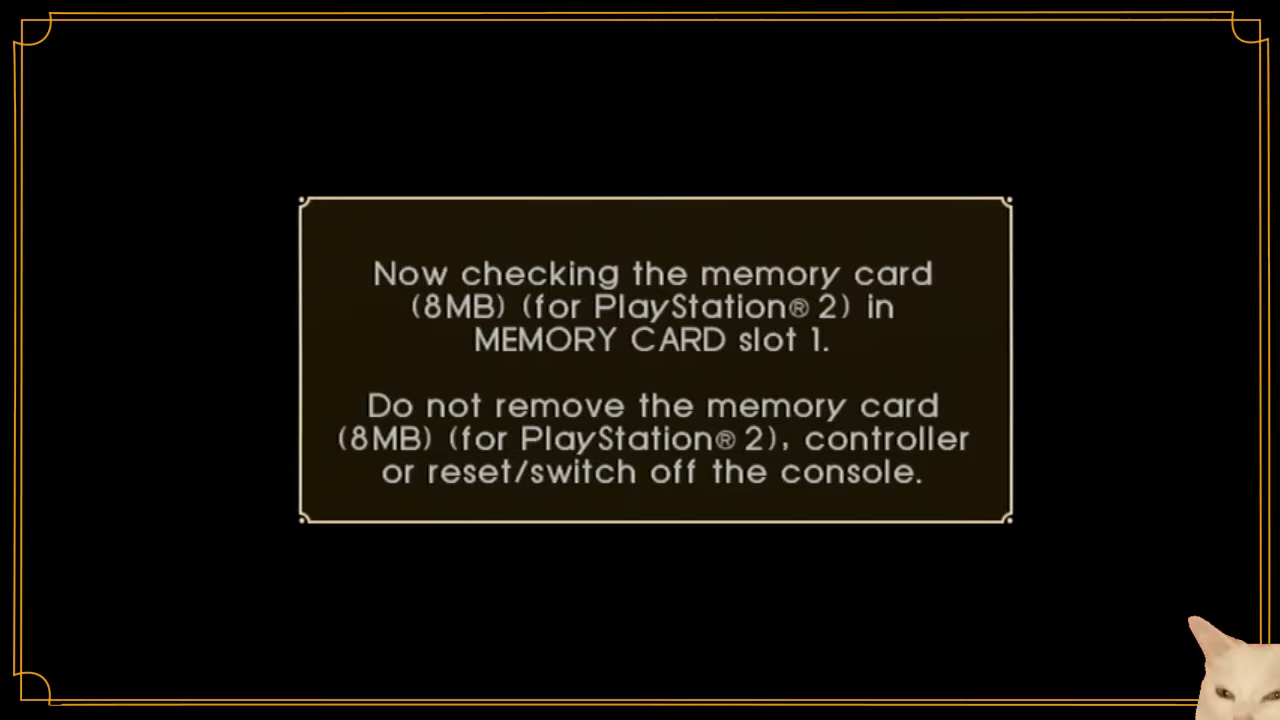 Now checking the memory card
(8MB) (for PlayStation® 2) in
MEMORY CARD slot 1.
Do not remove the memory card
(8MB) (for PlayStation® 2), controller
or reset/switch off the console.